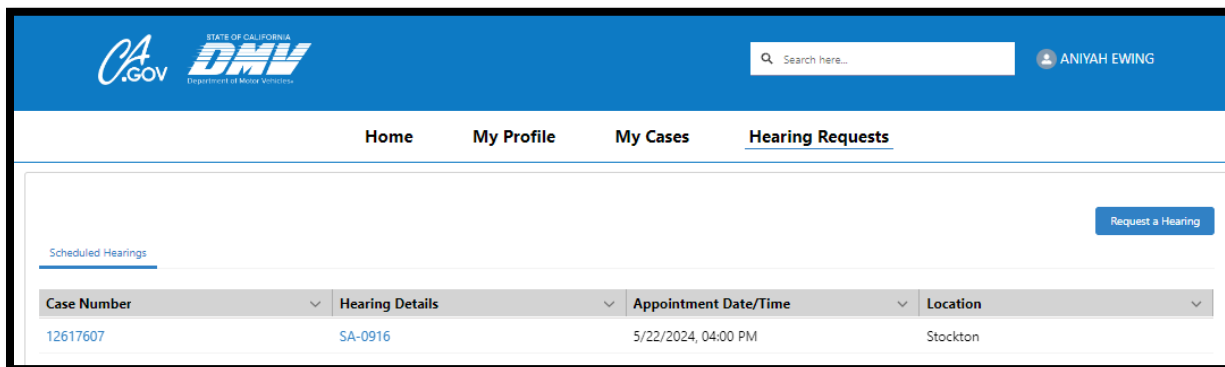 CA.GOV
STATE OF CALIFORNIA
DMV
Department of Motor Vehicles
Search here...
ANIYAH EWING
Home My Profile My Cases Hearing Requests
Request a Hearing
Scheduled Hearings
Case Number Hearing Details Appointment Date/Time Location
12617607 SA-0916 5/22/2024, 04:00 PM Stockton